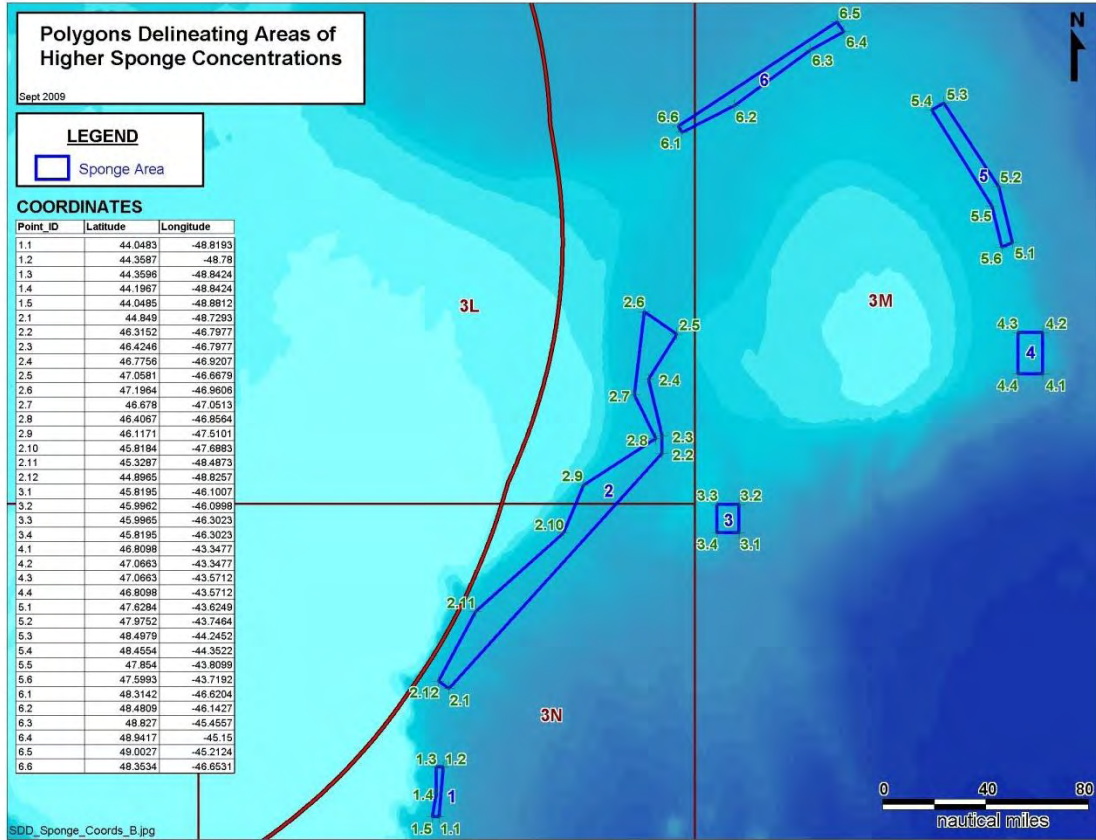 Polygons Delineating Areas of
Higher Sponge Concentrations
Sept 2009
LEGEND
Sponge Area
COORDINATES
Point_ID Latitude Longitude
1.1 44.0483 -48.8193
1.2 44.3587 -48.78
1.3 44.3596 -48.8424
1.4 44.1967 -48.8424
1.5 44.0485 -48.8812
2.1 44.849 -48.7293
2.2 46.3152 -46.7977
2.3 46.4246 -46.7977
2.4 46.7756 -46.9207
2.5 47.0581 -46.6679
2.6 47.1964 -46.9606
2.7 46.678 -47.0513
2.8 46.4067 -46.8564
2.9 46.1171 -47.5101
2.10 45.8184 -47.6883
2.11 45.3287 -48.4873
2.12 44.8965 -48.8257
3.1 45.8195 -46.1007
3.2 45.9962 -46.0998
3.3 45.9965 -46.3023
3.4 45.8195 -46.3023
4.1 46.8098 -43.3477
4.2 47.0663 -43.3477
4.3 47.0663 -43.5712
4.4 46.8098 -43.5712
5.1 47.6284 -43.6249
5.2 47.9752 -43.7464
5.3 48.4979 -44.2452
5.4 48.4554 -44.3522
5.5 47.854 -43.8099
5.6 47.5993 -43.7192
6.1 48.3142 -46.6204
6.2 48.4809 -46.1427
6.3 48.827 -45.4557
6.4 48.9417 -45.15
6.5 49.0027 -45.2124
6.6 48.3534 -46.6531
SDD_Sponge_Coords_B.jpg
N
6.5
6.4
6.3
6
6.2
6.6
6.1
5.4
5.3
5
5.2
5.5
5.1
5.6
3L
3M
2.6
2.5
2.4
2.7
2.3
2.8
2.2
2.9
2
2.10
2.11
2.12
2.1
4.3
4.2
4
4.4
4.1
3.3
3.2
3
3.4
3.1
3N
1.3
1.2
1.4
1
1.5
1.1
0 40 80
nautical miles